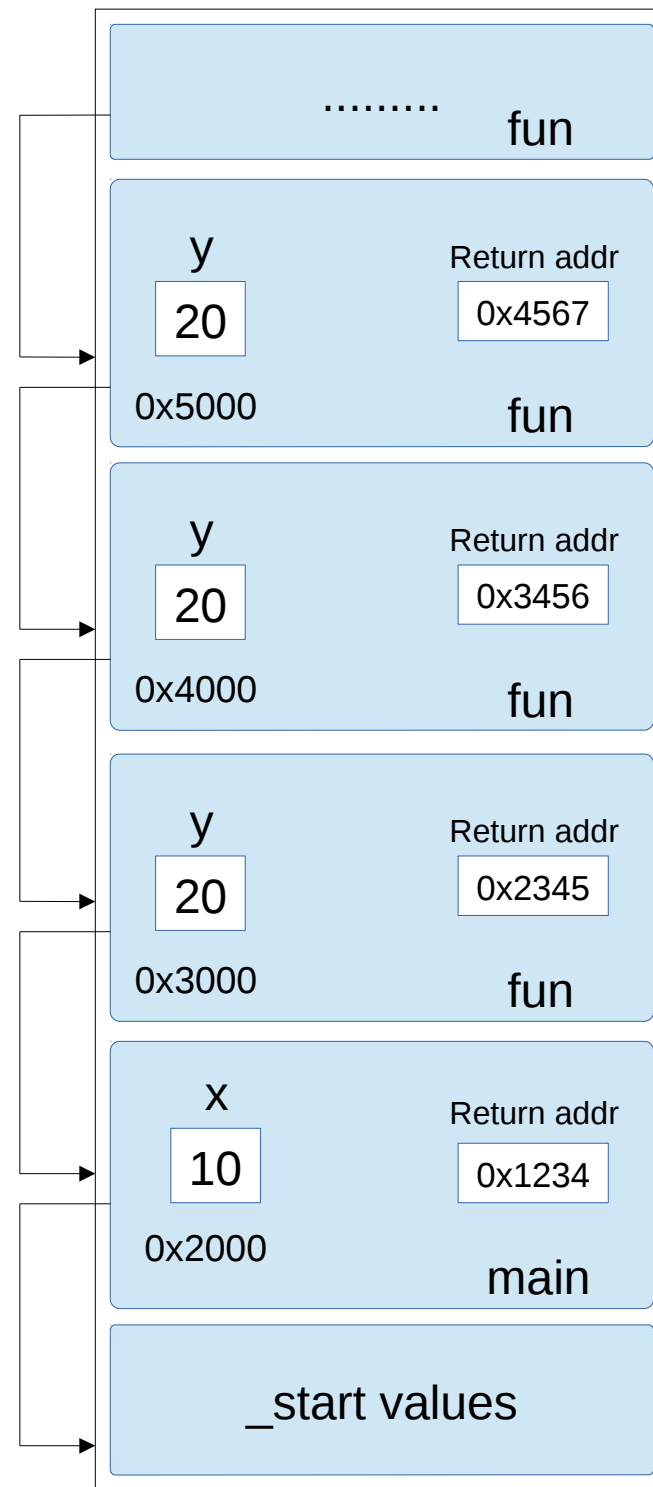 .........
fun
y
Return addr
20
0x4567
0x5000
fun
y
Return addr
20
0x3456
0x4000
fun
y
Return addr
20
0x2345
0x3000
fun
x
Return addr
10
0x1234
0x2000
main
_start values